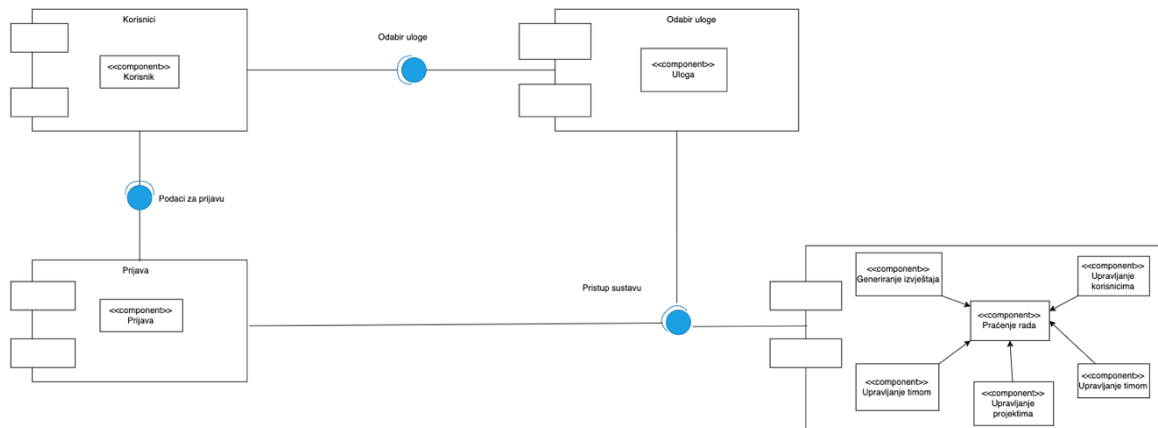 Korisnici
<<component>>
Korisnik
Odabir uloge
Odabir uloge
<<component>>
Uloga
Podaci za prijavu
Prijava
<<component>>
Prijava
Pristup sustavu
<<component>>
Generiranje izvještaja
<<component>>
Upravljanje
korisnicima
<<component>>
Praćenje rada
<<component>>
Upravljanje timom
<<component>>
Upravljanje
projektima
<<component>>
Upravljanje timom